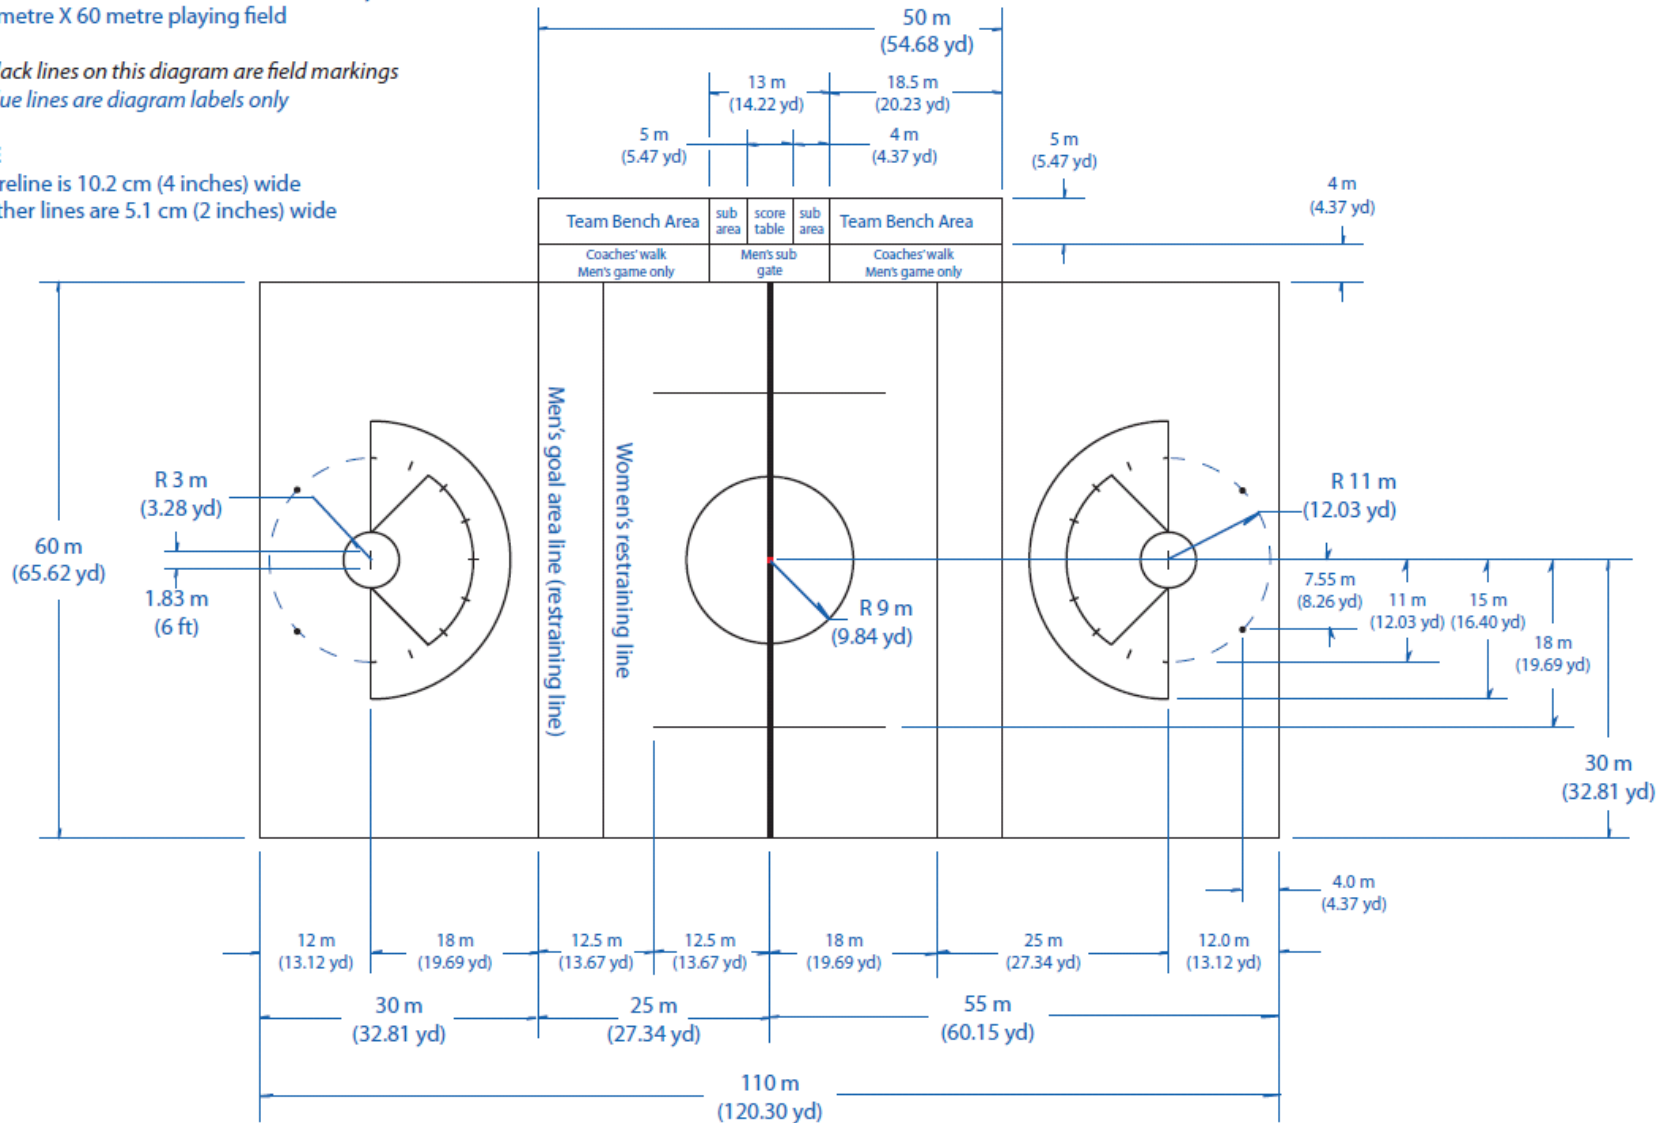 metre X 60 metre playing field
lack lines on this diagram are field markings
lue lines are diagram labels only
reline is 10.2 cm (4 inches) wide
ther lines are 5.1 cm (2 inches) wide
50 m
(54.68 yd)
13 m
(14.22 yd)
18.5 m
(20.23 yd)
5 m
(5.47 yd)
4 m
(4.37 yd)
5 m
(5.47 yd)
4 m
(4.37 yd)
Team Bench Area
sub
area
score
table
sub
area
Team Bench Area
Coaches' walk
Men's game only
Men's sub
gate
Coaches' walk
Men's game only
Men's goal area line (restraining line)
Women's restraining line
R 3 m
(3.28 yd)
60 m
(65.62 yd)
1.83 m
(6 ft)
R 9 m
(9.84 yd)
R 11 m
(12.03 yd)
7.55 m
(8.26 yd)
11 m
(12.03 yd)
15 m
(16.40 yd)
18 m
(19.69 yd)
30 m
(32.81 yd)
4.0 m
(4.37 yd)
12 m
(13.12 yd)
18 m
(19.69 yd)
12.5 m
(13.67 yd)
12.5 m
(13.67 yd)
18 m
(19.69 yd)
25 m
(27.34 yd)
12.0 m
(13.12 yd)
30 m
(32.81 yd)
25 m
(27.34 yd)
55 m
(60.15 yd)
110 m
(120.30 yd)